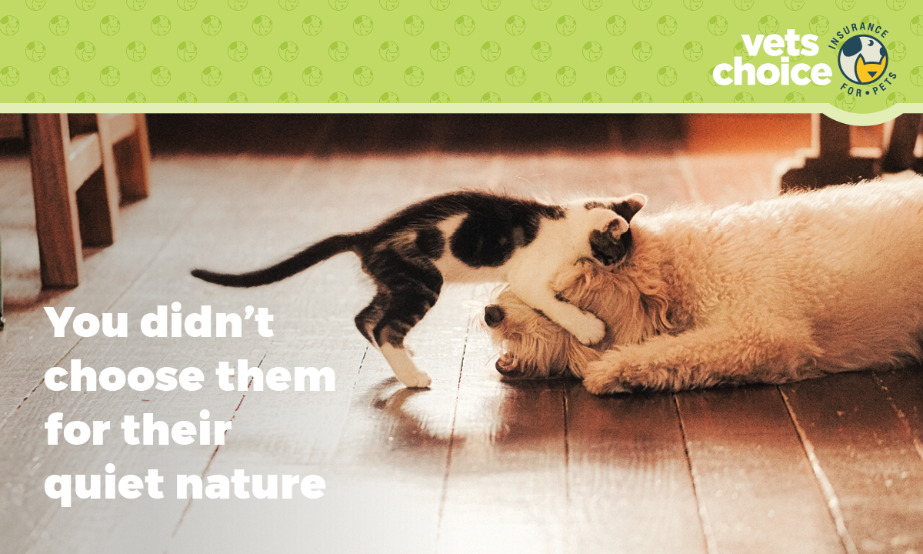 vets
choice
INSURANCE
FOR • PETS
You didn't
choose them
for their
quiet nature